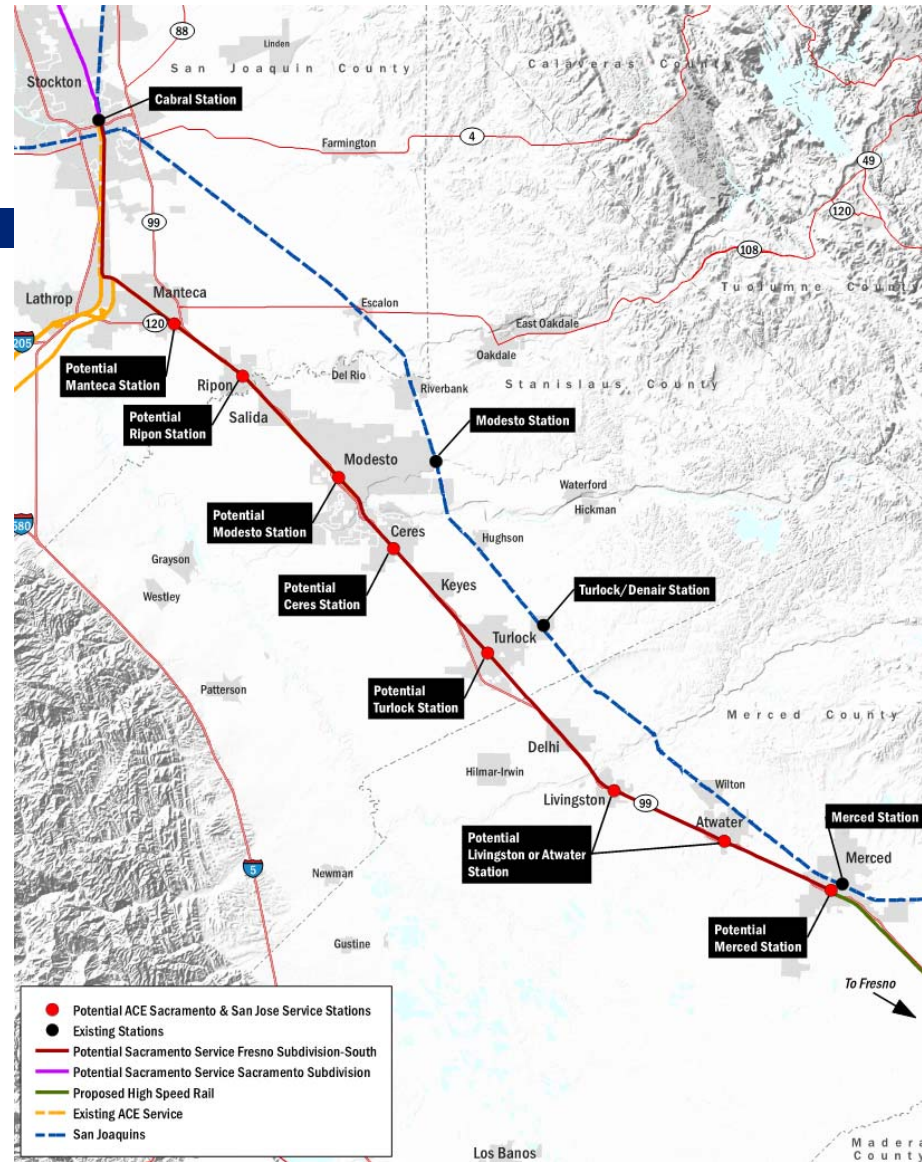 88
Linden
San Joaquin County
Calaveras County
Stockton
Cabral Station
4
Farmington
49
99
120
108
Tuolumne County
Lathrop
Manteca
Escalon
120
East Oakdale
205
Oakdale
Potential
Manteca Station
Ripon
Del Rio
Riverbank
Stanislaus County
Potential
Ripon Station
Salida
Modesto Station
Modesto
Waterford
Hickman
Potential
Modesto Station
580
Ceres
Hughson
Grayson
Westley
Potential
Ceres Station
Keyes
Turlock/Denair Station
Turlock
Patterson
Potential
Turlock Station
Merced County
Delhi
Hilmar-Irwin
Livingston
99
Wilton
Atwater
Merced Station
Potential
Livingston or Atwater
Station
Merced
5
Newman
Potential
Merced Station
Gustine
To Fresno
Potential ACE Sacramento & San Jose Service Stations
Existing Stations
Potential Sacramento Service Fresno Subdivision-South
Potential Sacramento Service Sacramento Subdivision
Proposed High Speed Rail
Existing ACE Service
San Joaquins
Los Banos
Madera
County